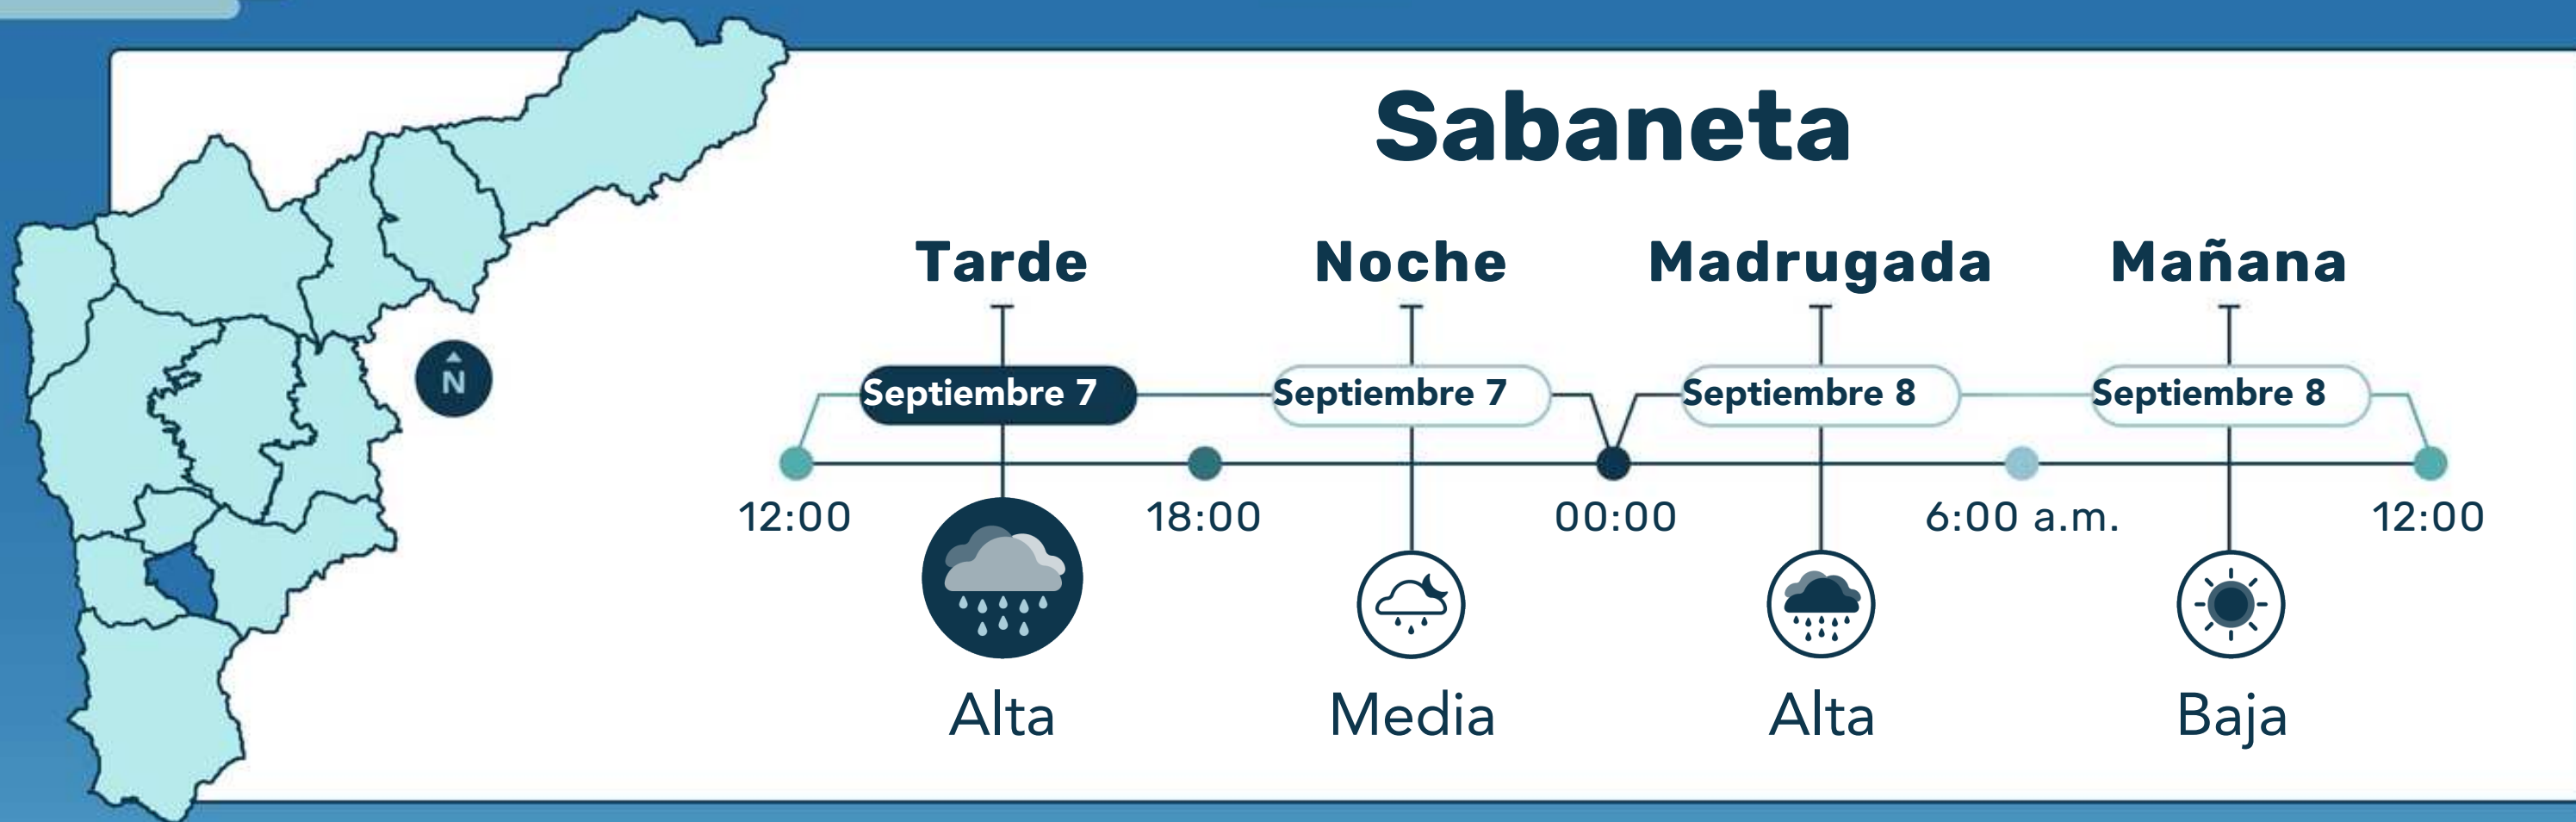 Sabaneta
Tarde Noche Madrugada Mañana
N
Septiembre 7 Septiembre 7 Septiembre 8 Septiembre 8
12:00 18:00 00:00 6:00 a.m. 12:00
Alta Media Alta Baja